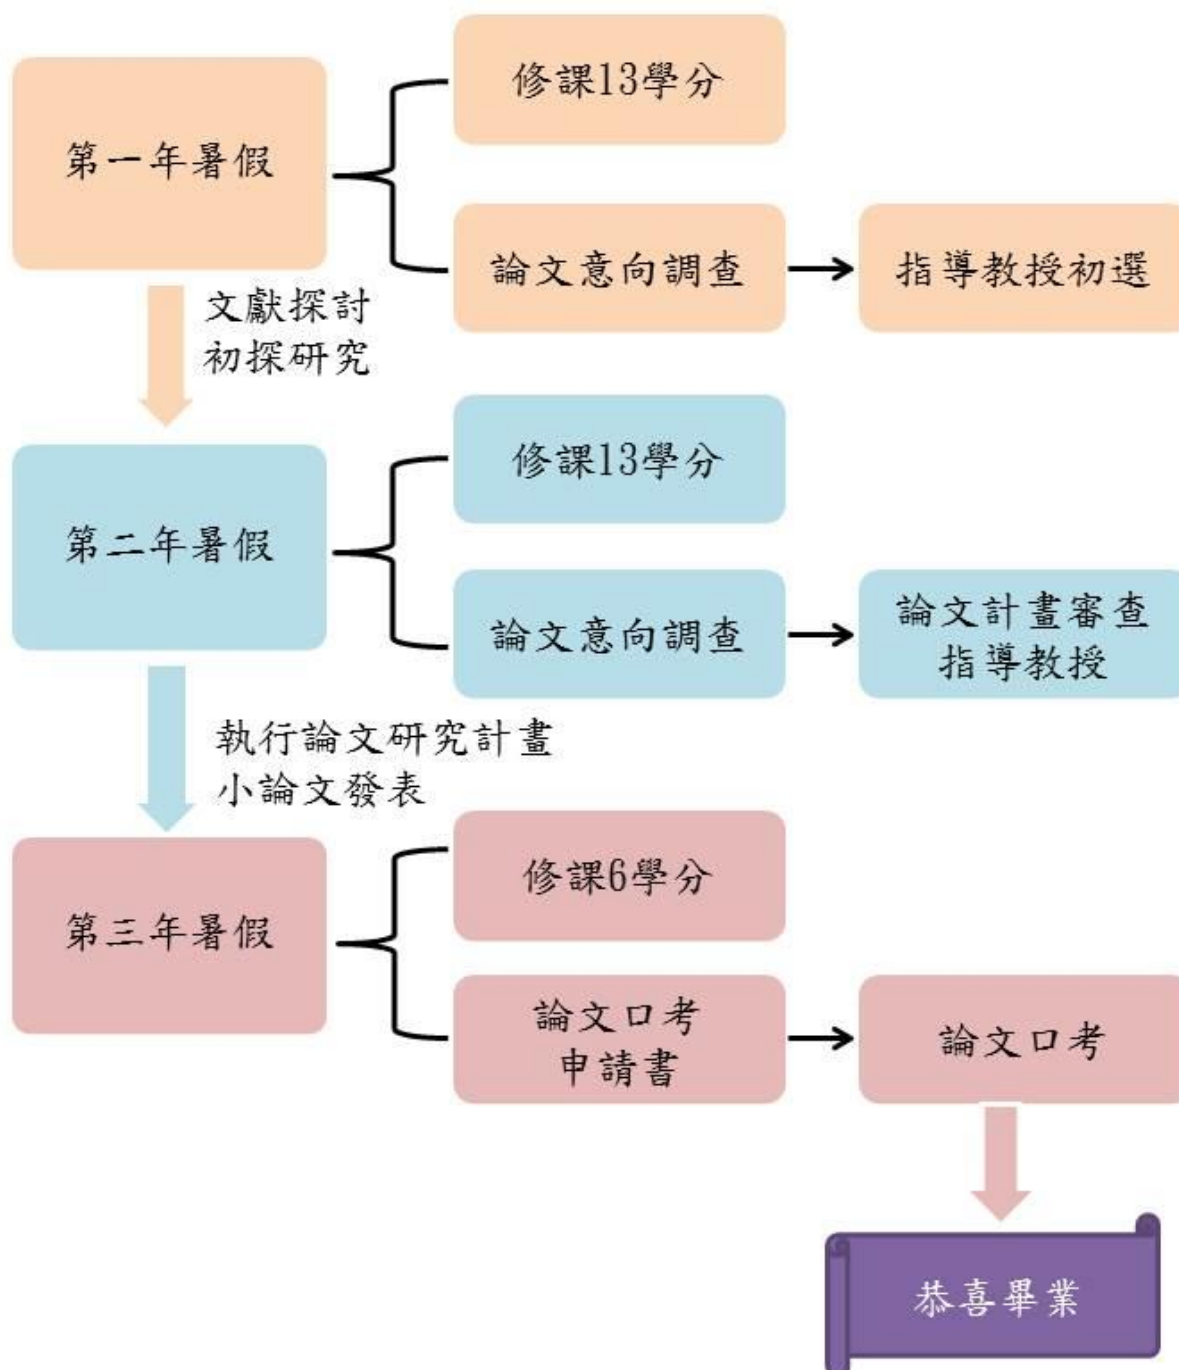 第一年暑假
修課13學分
論文意向調查
指導教授初選
文獻探討
初探研究
第二年暑假
修課13學分
論文意向調查
論文計畫審查
指導教授
執行論文研究計畫
小論文發表
第三年暑假
修課6學分
論文口考
申請書
論文口考
恭喜畢業